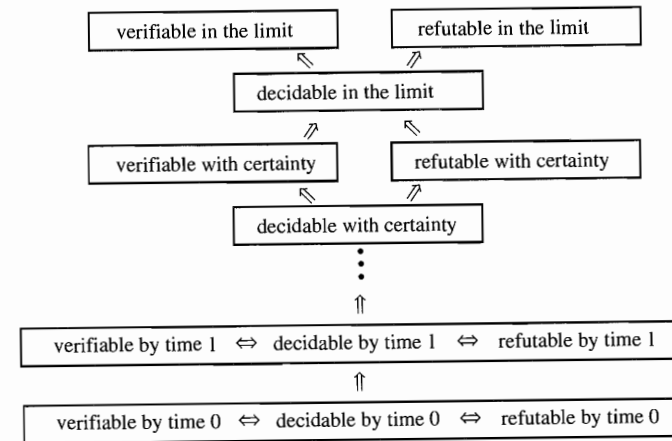 verifiable in the limit refutable in the limit
decidable in the limit
verifiable with certainty refutable with certainty
decidable with certainty
verifiable by time 1 ⇔ decidable by time 1 ⇔ refutable by time 1
verifiable by time 0 ⇔ decidable by time 0 ⇔ refutable by time 0